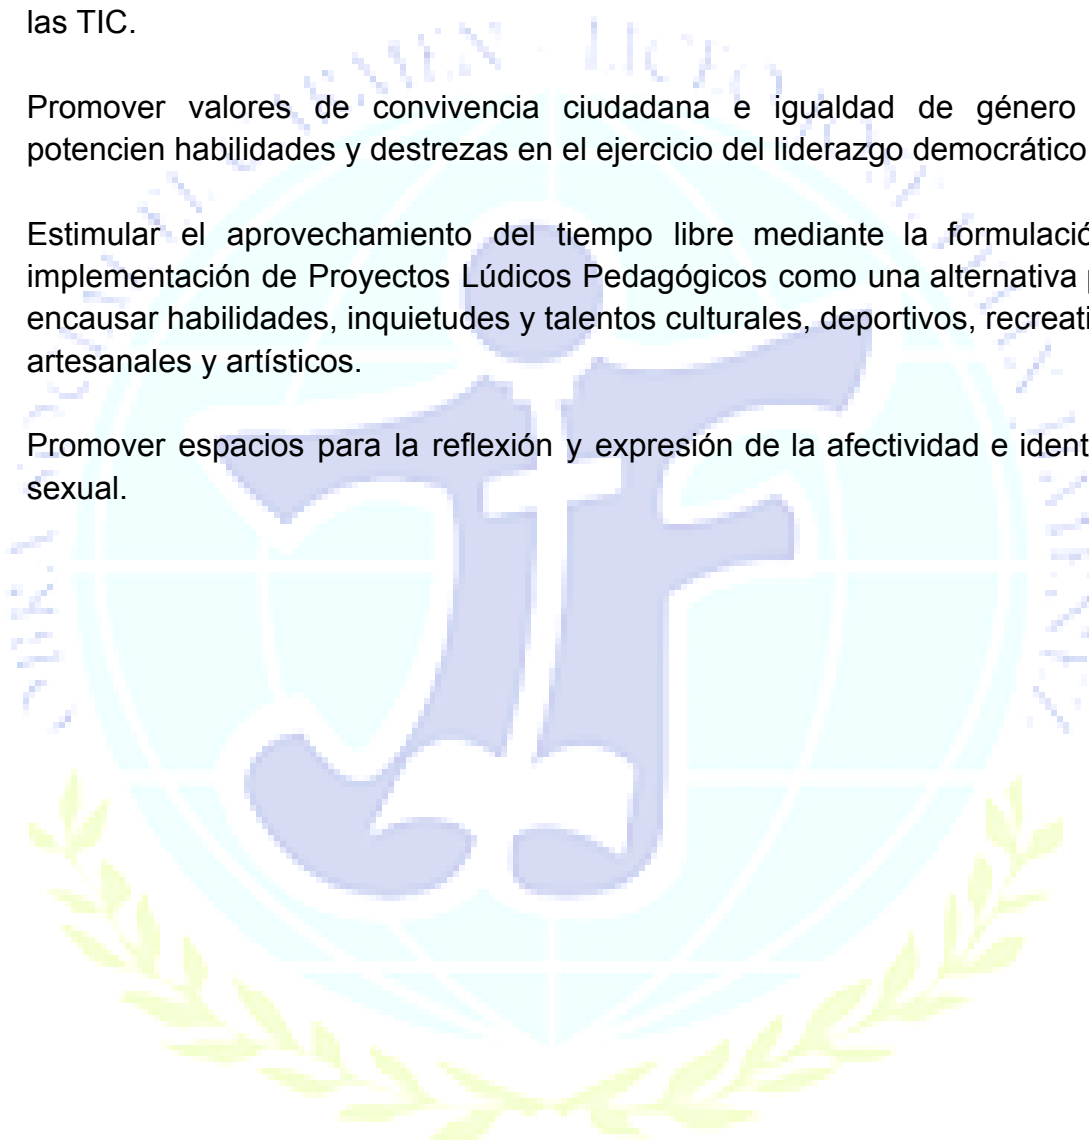 las TIC.
Promover valores de convivencia ciudadana e igualdad de género
potencien habilidades y destrezas en el ejercicio del liderazgo democrático
Estimular el aprovechamiento del tiempo libre mediante la formulació
implementación de Proyectos Lúdicos Pedagógicos como una alternativa p
encausar habilidades, inquietudes y talentos culturales, deportivos, recreati
artesanales y artísticos.
Promover espacios para la reflexión y expresión de la afectividad e ident
sexual.